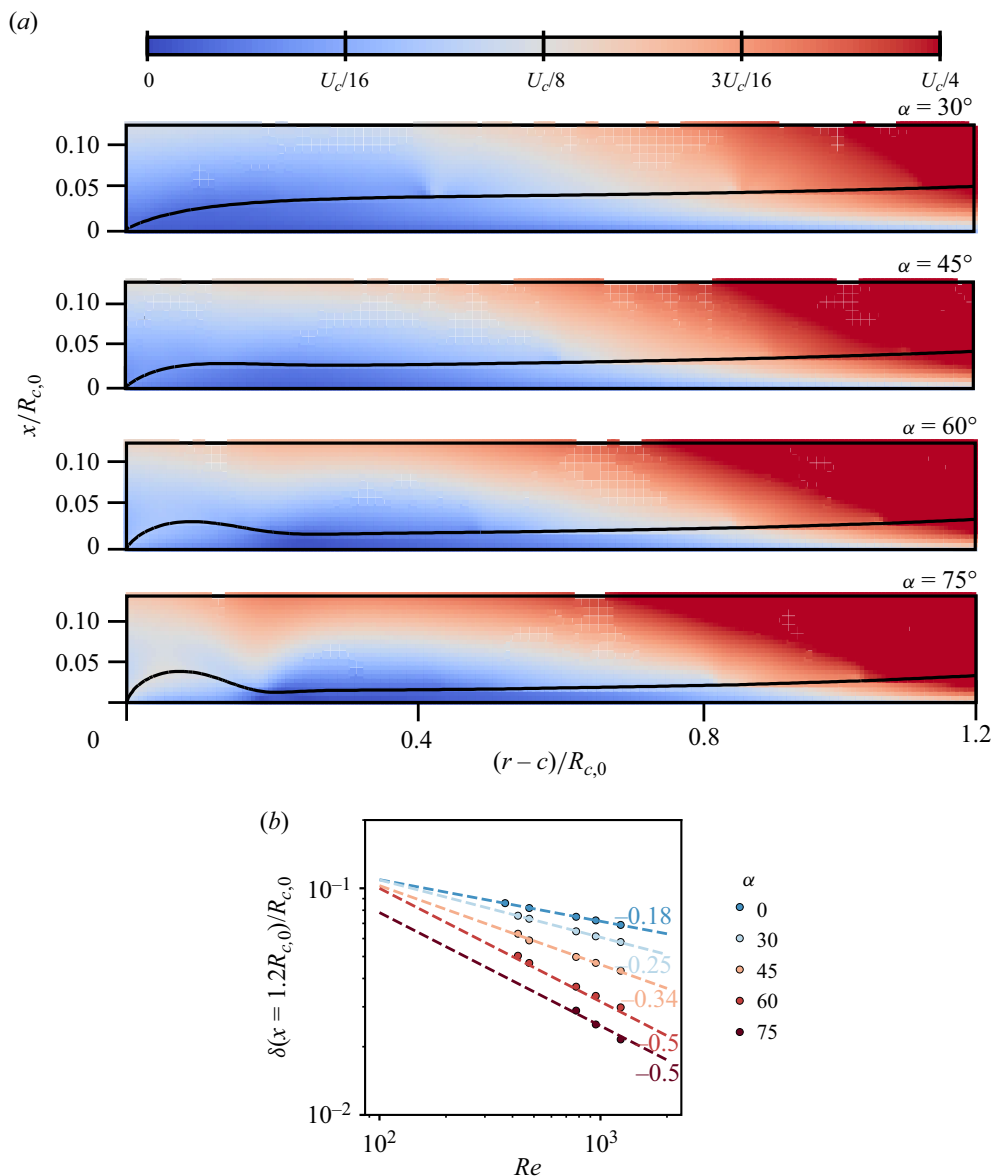 (a)
0 U_c/16 U_c/8 3U_c/16 U_c/4
α = 30°
0.10
0.05
0
α = 45°
0.10
0.05
0
x/R_{c,0}
α = 60°
0.10
0.05
0
α = 75°
0.10
0.05
0 0.4 0.8 1.2
(r – c)/R_{c,0}
(b)
10^{–1}
10^{–2}
δ(x = 1.2R_{c,0})/R_{c,0}
–0.18
–0.25
–0.34
–0.5
–0.5
10^2 10^3
Re
α
0
30
45
60
75